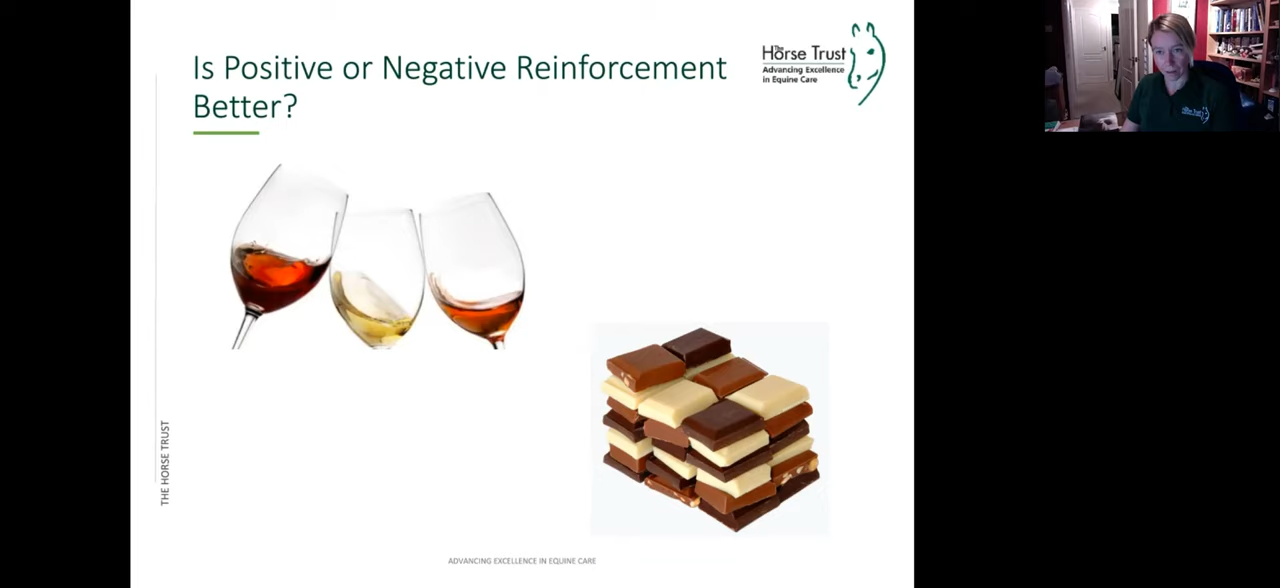 Is Positive or Negative Reinforcement
Better?
The
Horse Trust
Advancing Excellence
in Equine Care
THE HORSE TRUST
ADVANCING EXCELLENCE IN EQUINE CARE